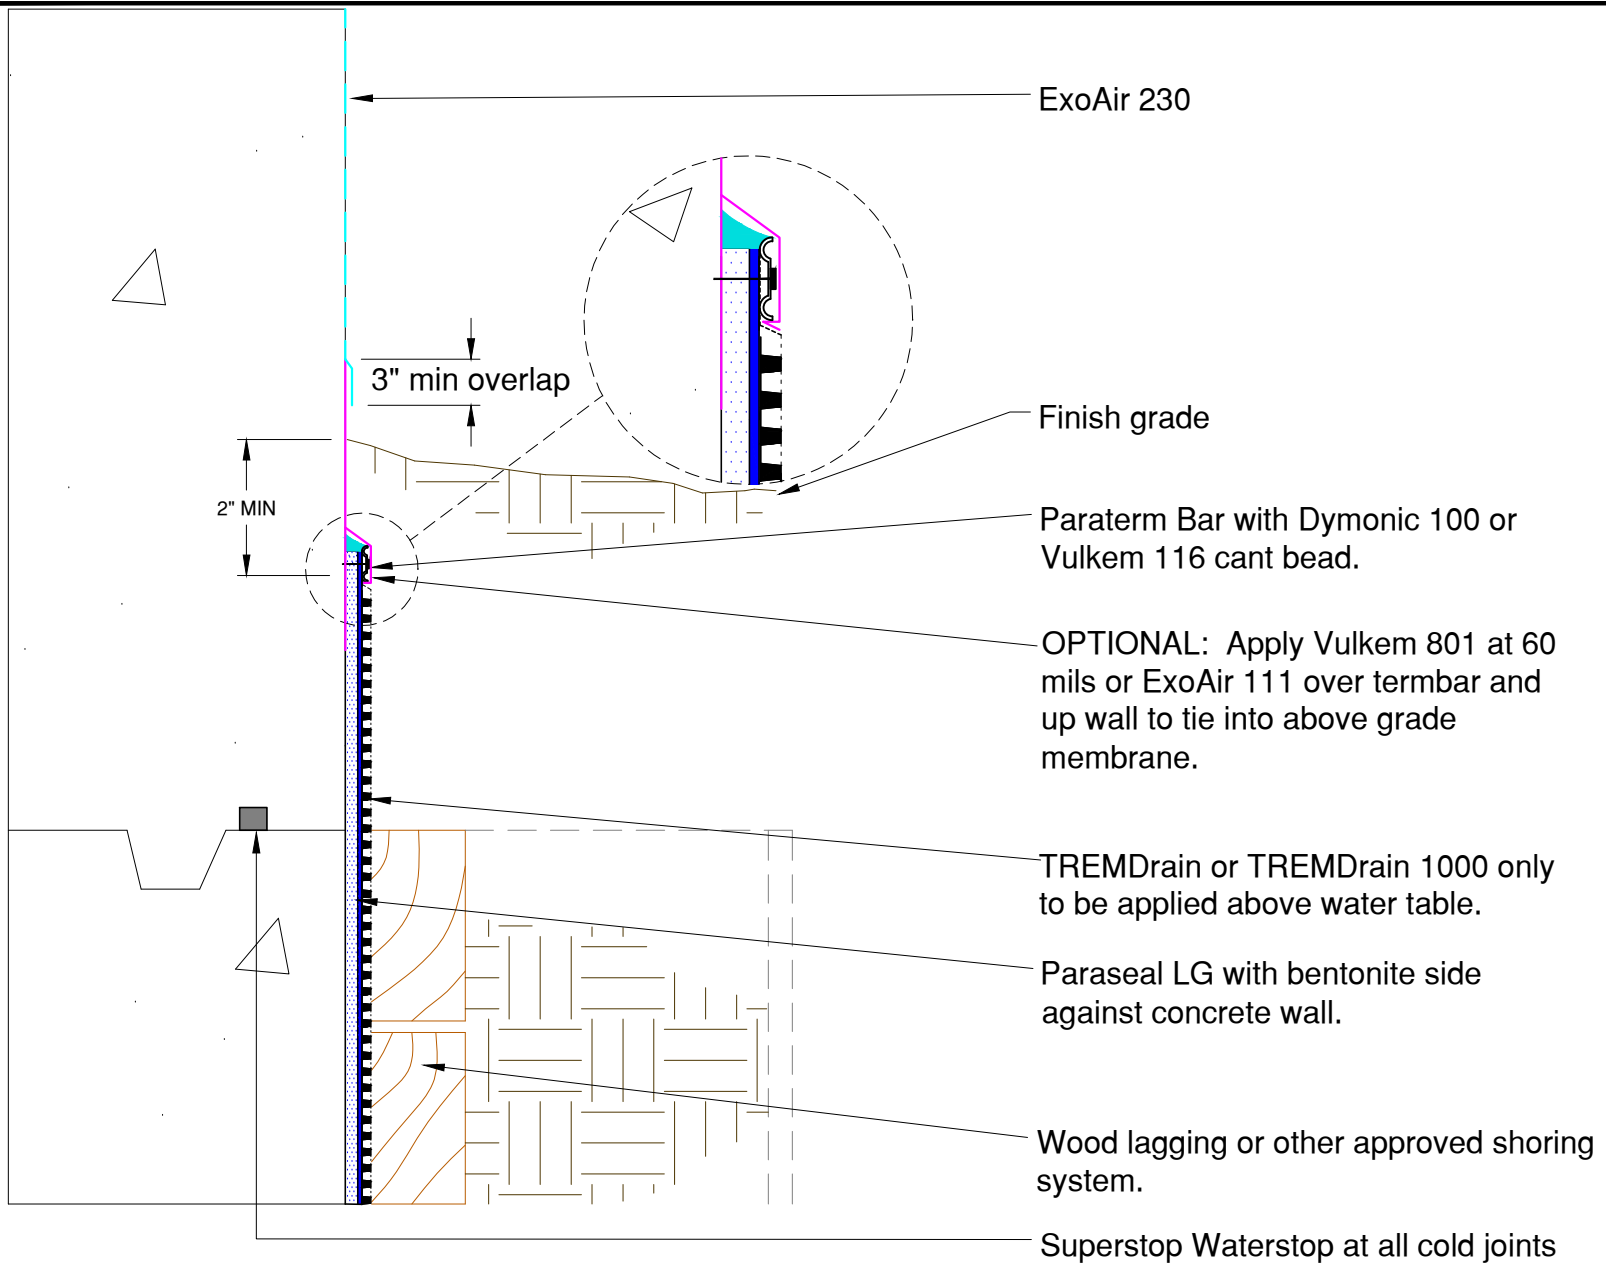 ExoAir 230
3" min overlap
Finish grade
2" MIN
Paraterm Bar with Dymonic 100 or
Vulkem 116 cant bead.
OPTIONAL:  Apply Vulkem 801 at 60
mils or ExoAir 111 over termbar and
up wall to tie into above grade
membrane.
TREMDrain or TREMDrain 1000 only
to be applied above water table.
Paraseal LG with bentonite side
against concrete wall.
Wood lagging or other approved shoring
system.
Superstop Waterstop at all cold joints